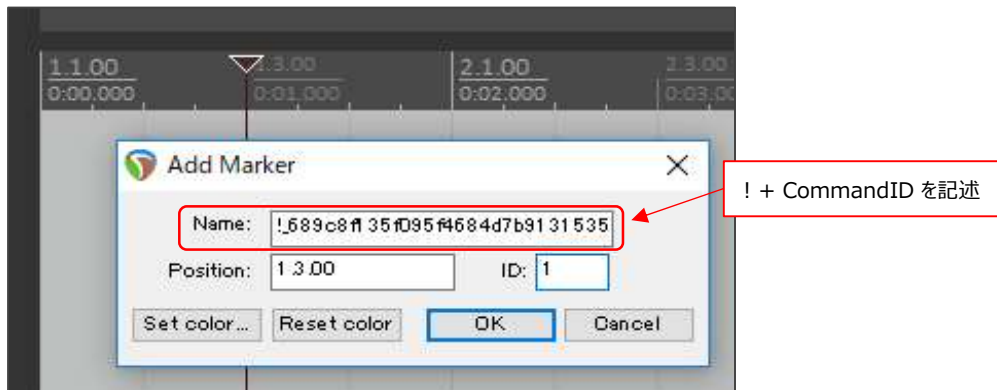 1.1.00 1.3.00 2.1.00 2.3.00
0:00.000 0:01.000 0:02.000 0:03.00
Add Marker
! + CommandID を記述
Name: !_689c8ff135f095f4684d7b9131535
Position: 1.3.00 ID: 1
Set color... Reset color OK Cancel